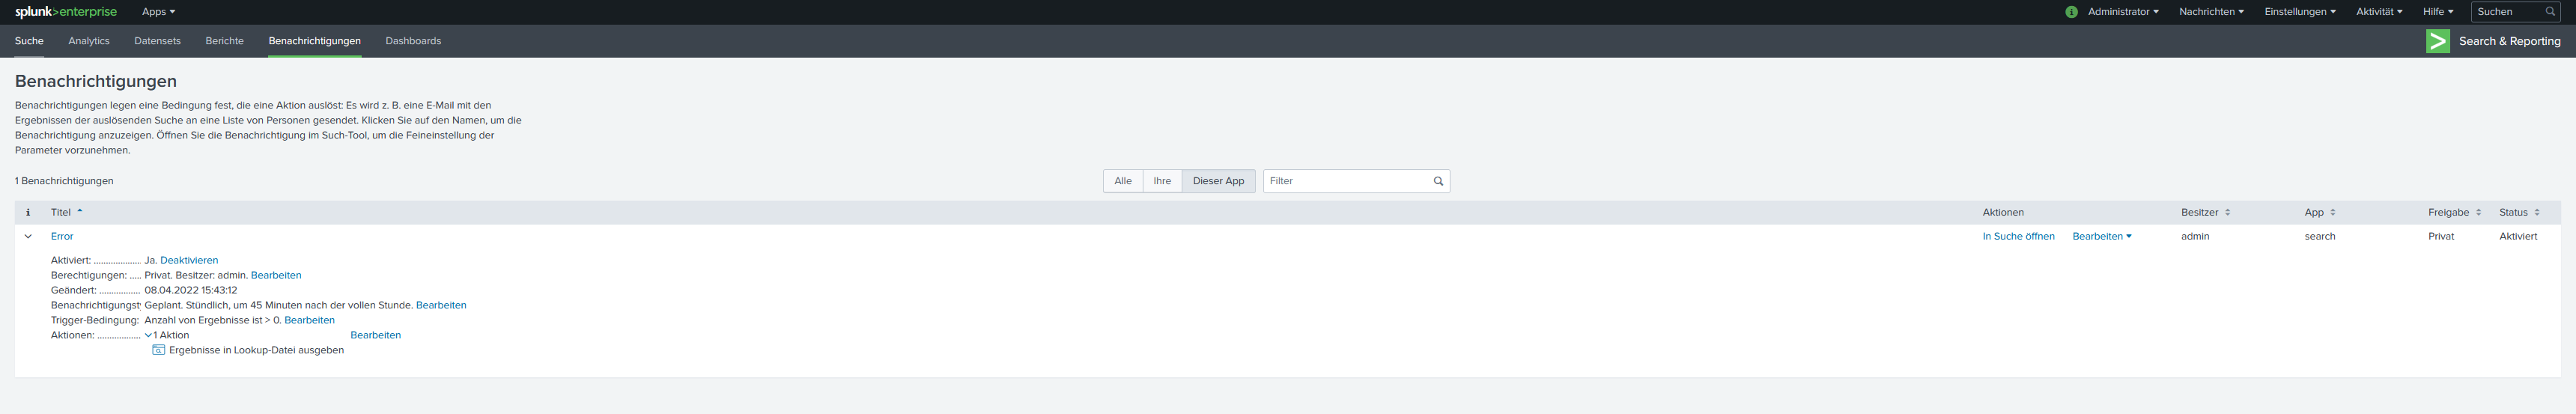 splunk>enterprise Apps Administrator Nachrichten Einstellungen Aktivität Hilfe Suchen
Suche Analytics Datensets Berichte Benachrichtigungen Dashboards Search & Reporting
Benachrichtigungen
Benachrichtigungen legen eine Bedingung fest, die eine Aktion auslöst: Es wird z. B. eine E-Mail mit den
Ergebnissen der auslösenden Suche an eine Liste von Personen gesendet. Klicken Sie auf den Namen, um die
Benachrichtigung anzuzeigen. Öffnen Sie die Benachrichtigung im Such-Tool, um die Feineinstellung der
Parameter vorzunehmen.
1 Benachrichtigungen Alle Ihre Dieser App Filter
i Titel Aktionen Besitzer App Freigabe Status
Error In Suche öffnen Bearbeiten admin search Privat Aktiviert
Aktiviert: .................... Ja. Deaktivieren
Berechtigungen: ..... Privat. Besitzer: admin. Bearbeiten
Geändert: ................. 08.04.2022 15:43:12
Benachrichtigungst Geplant. Stündlich, um 45 Minuten nach der vollen Stunde. Bearbeiten
Trigger-Bedingung: Anzahl von Ergebnisse ist > 0. Bearbeiten
Aktionen: .................. 1 Aktion Bearbeiten
Ergebnisse in Lookup-Datei ausgeben